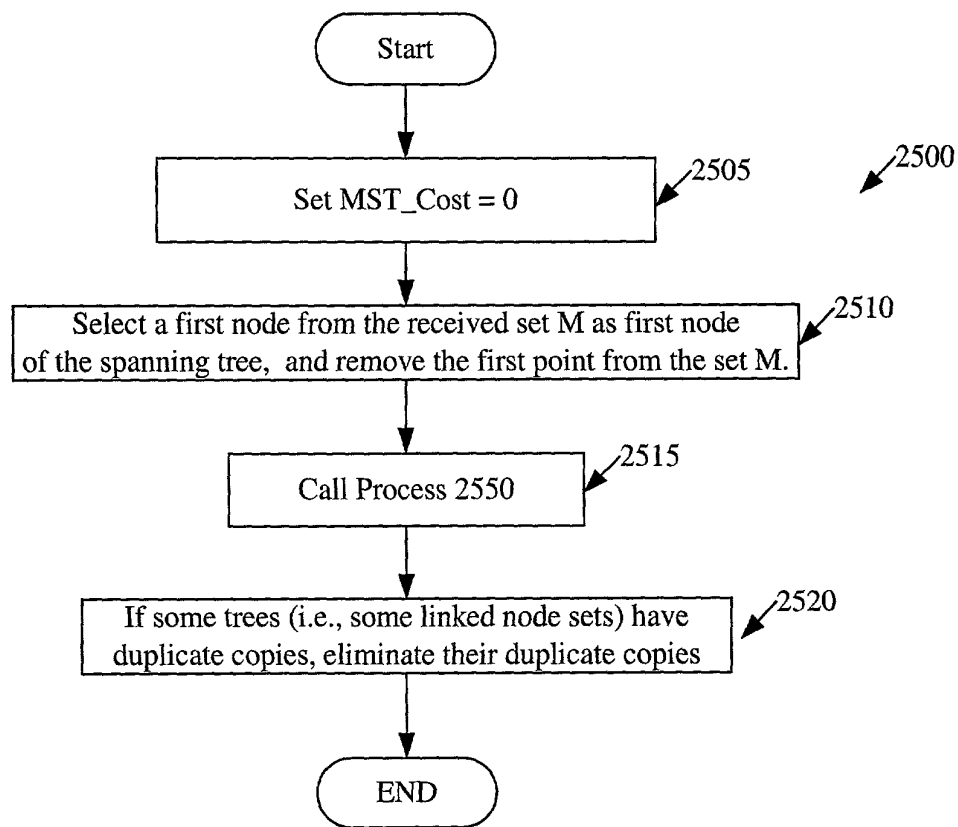 Start
2500
2505
Set MST_Cost = 0
2510
Select a first node from the received set M as first node
of the spanning tree, and remove the first point from the set M.
2515
Call Process 2550
2520
If some trees (i.e., some linked node sets) have
duplicate copies, eliminate their duplicate copies
END